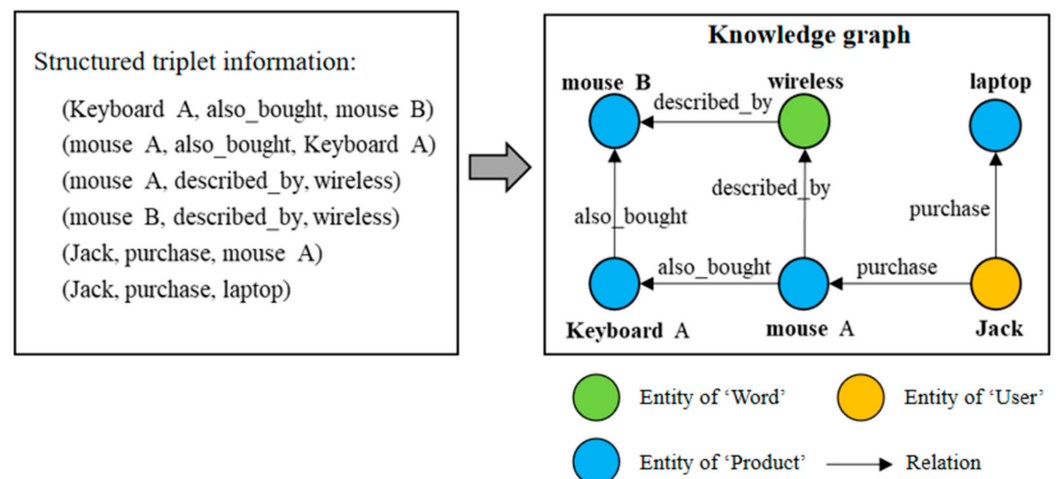 Structured triplet information:
(Keyboard A, also_bought, mouse B)
(mouse A, also_bought, Keyboard A)
(mouse A, described_by, wireless)
(mouse B, described_by, wireless)
(Jack, purchase, mouse A)
(Jack, purchase, laptop)
Knowledge graph
mouse B
wireless
laptop
described_by
described_by
also_bought
purchase
also_bought
purchase
Keyboard A
mouse A
Jack
Entity of ‘Word’
Entity of ‘User’
Entity of ‘Product’
Relation